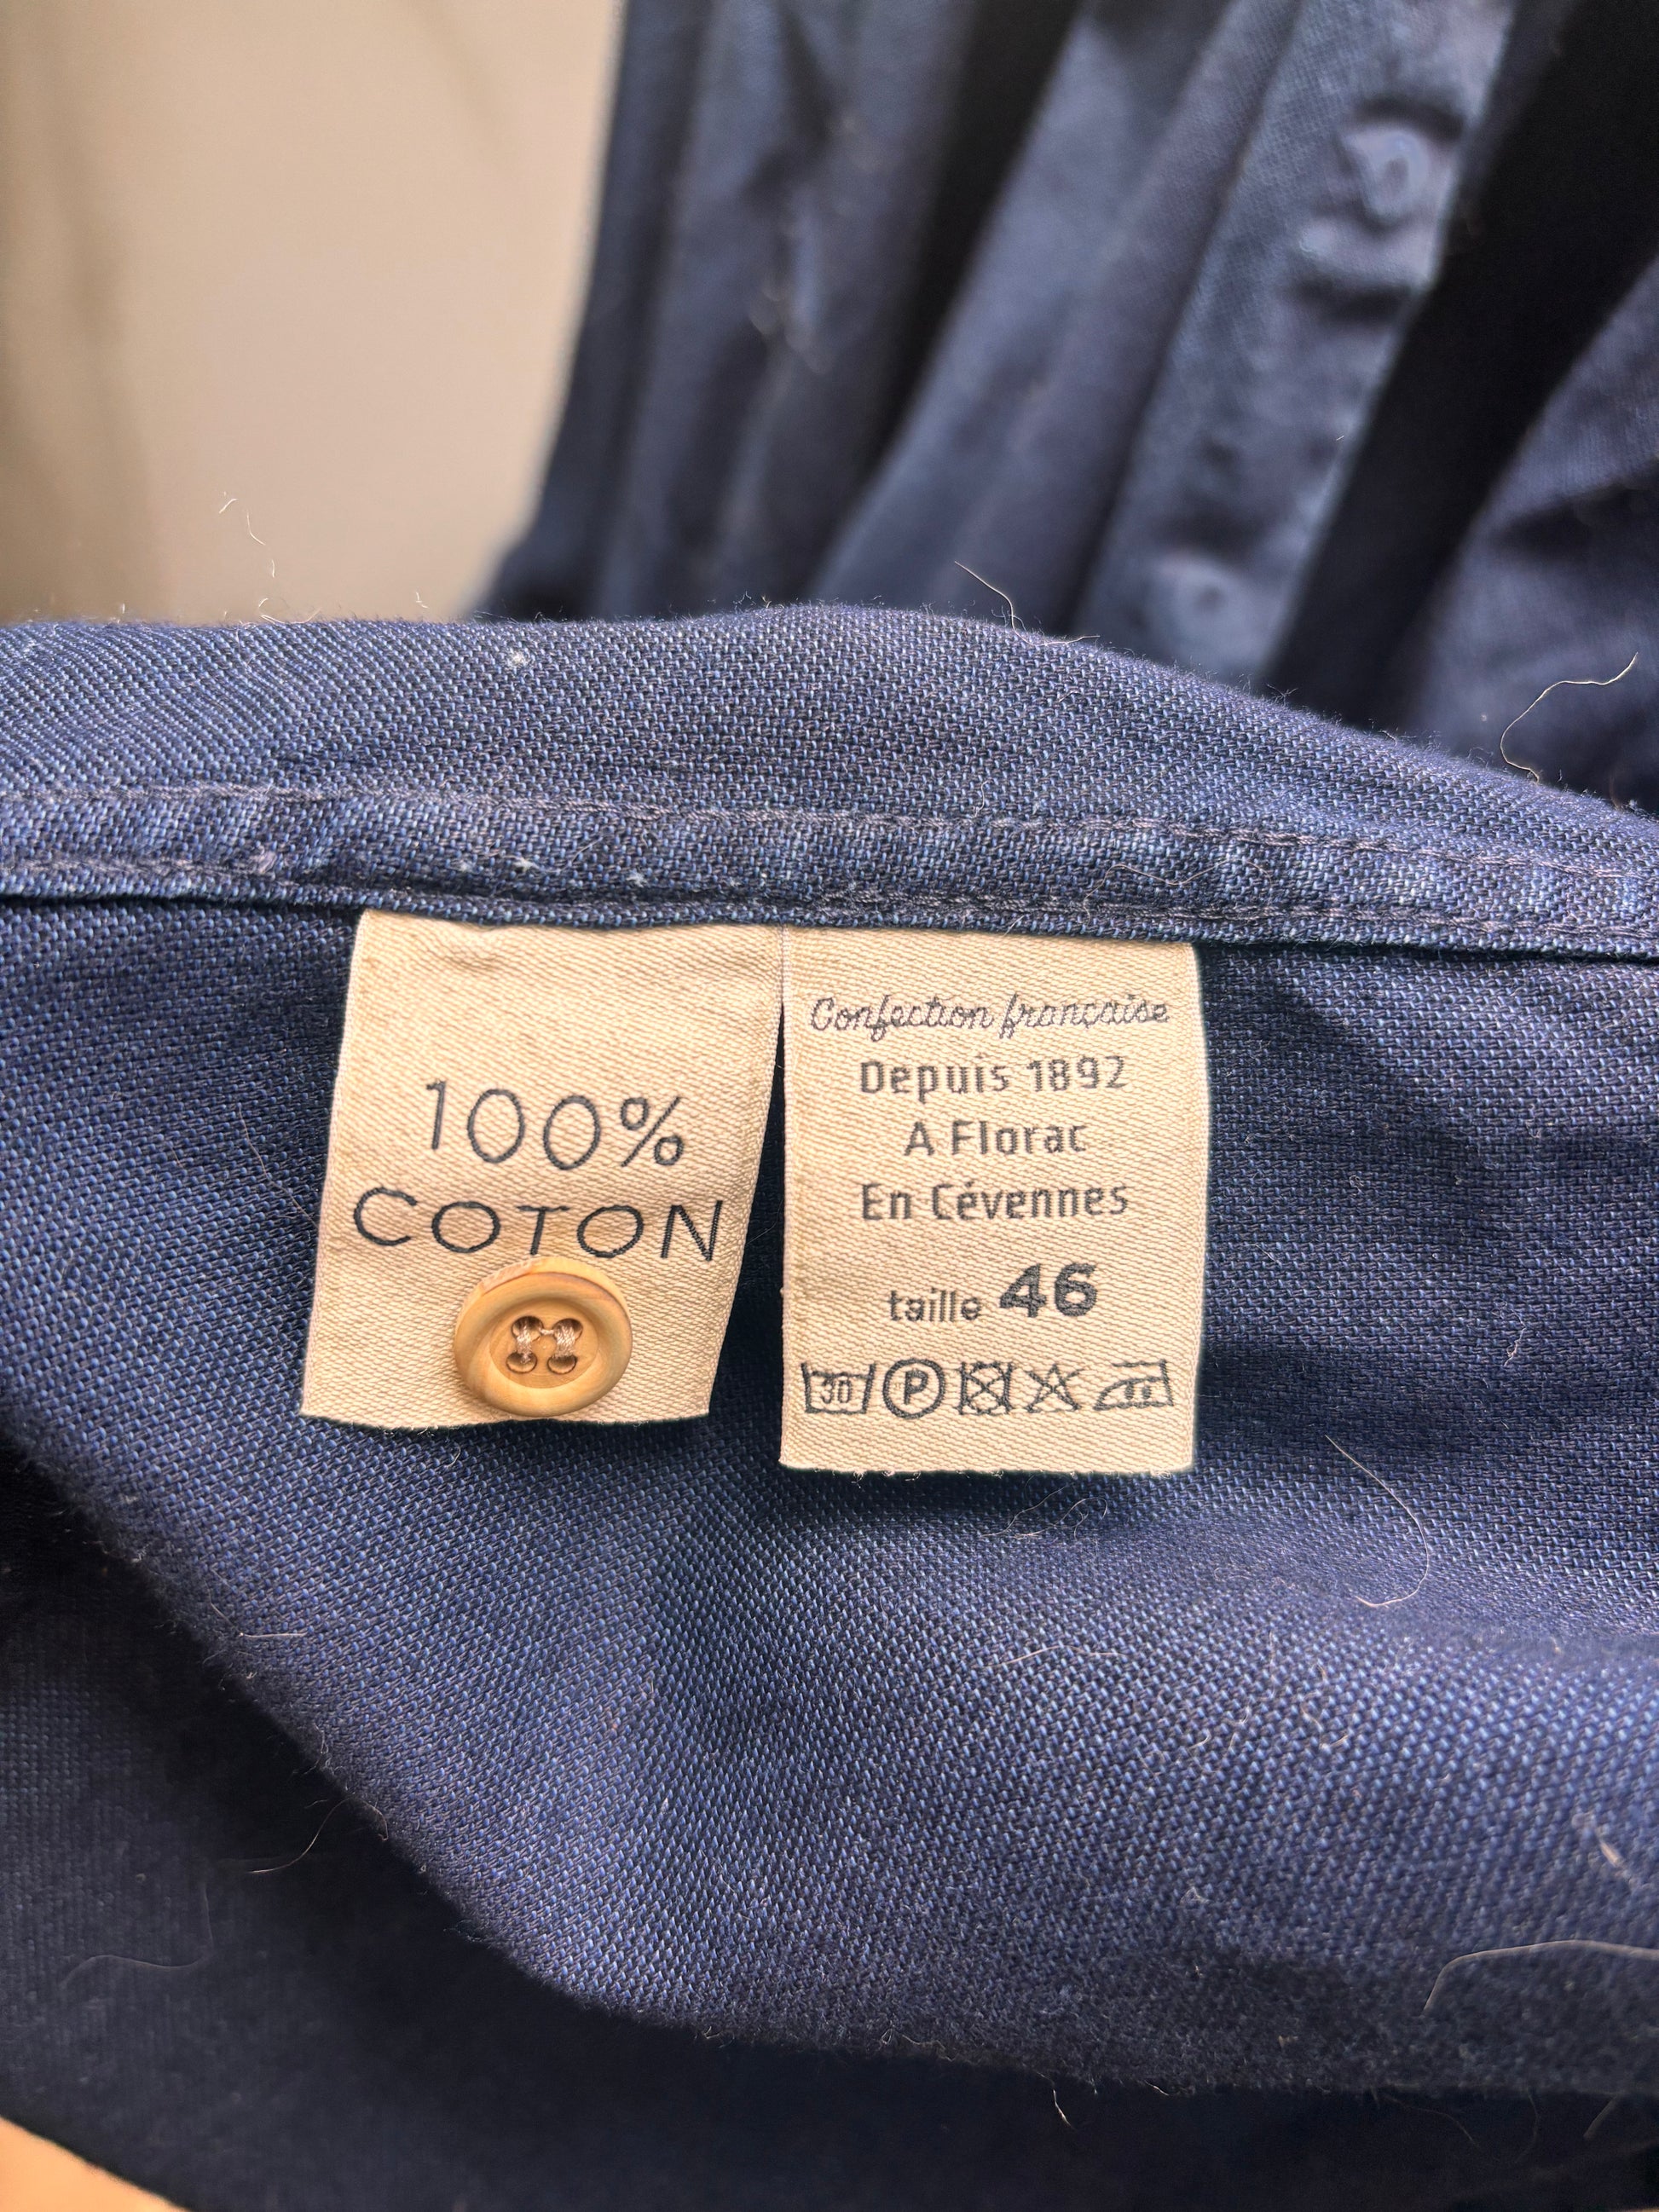 100%
COTON
Confection française
Depuis 1892
A Florac
En Cévennes
taille 46
30 P